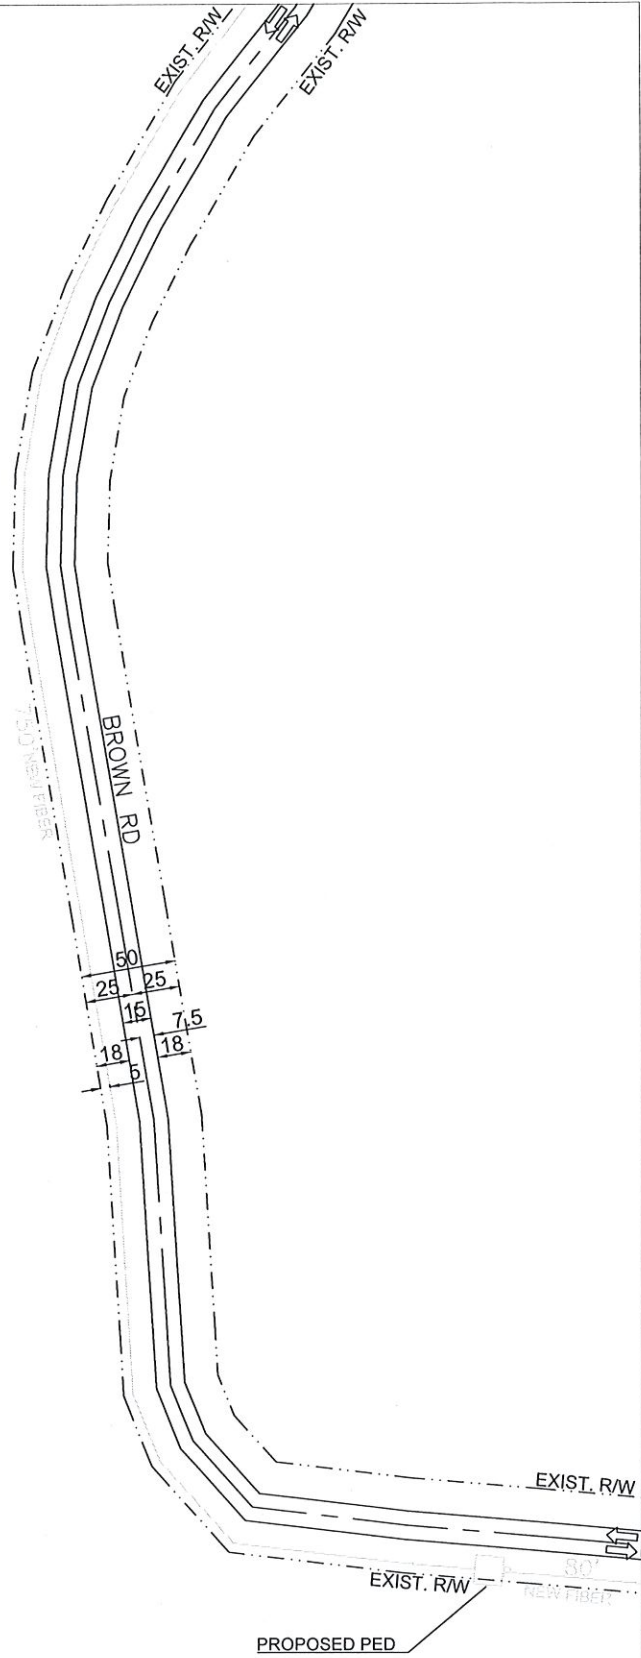 EXIST. R/W
EXIST. R/W
750' NEW FIBER
BROWN RD
50
25
25
15
7.5
18
18
5
EXIST. R/W
EXIST. R/W
80'
NEW FIBER
PROPOSED PED